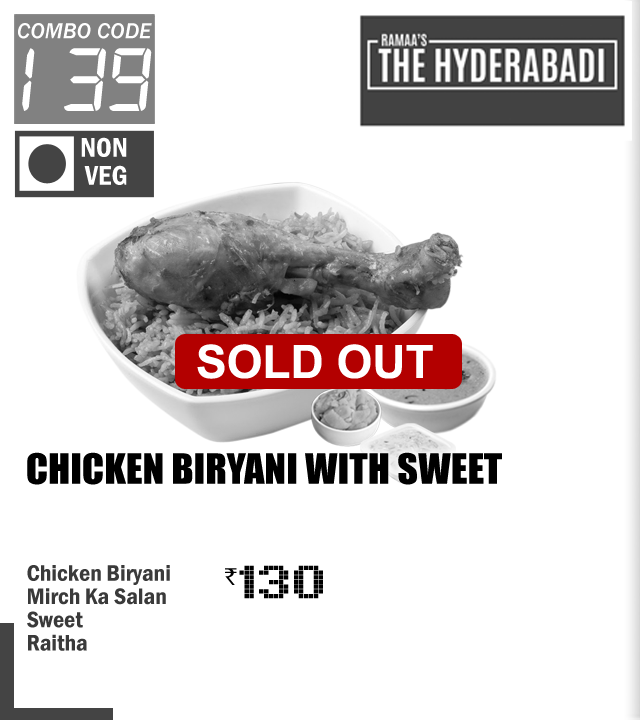 COMBO CODE
139
NON
VEG
RAMAA'S
THE HYDERABADI
SOLD OUT
CHICKEN BIRYANI WITH SWEET
Chicken Biryani
Mirch Ka Salan
Sweet
Raitha
₹130